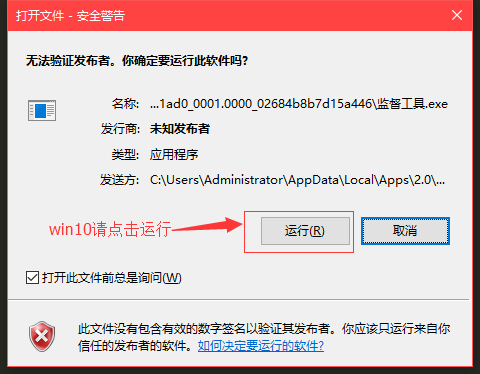 打开文件 - 安全警告
无法验证发布者。你确定要运行此软件吗?
名称: ...1ad0_0001.0000_02684b8b7d15a446\监督工具.exe
发行商: 未知发布者
类型: 应用程序
发送方: C:\Users\Administrator\AppData\Local\Apps\2.0\...
win10请点击运行
运行(R)
取消
打开此文件前总是询问(W)
此文件没有包含有效的数字签名以验证其发布者。你应该只运行来自你
信任的发布者的软件。如何决定要运行的软件?